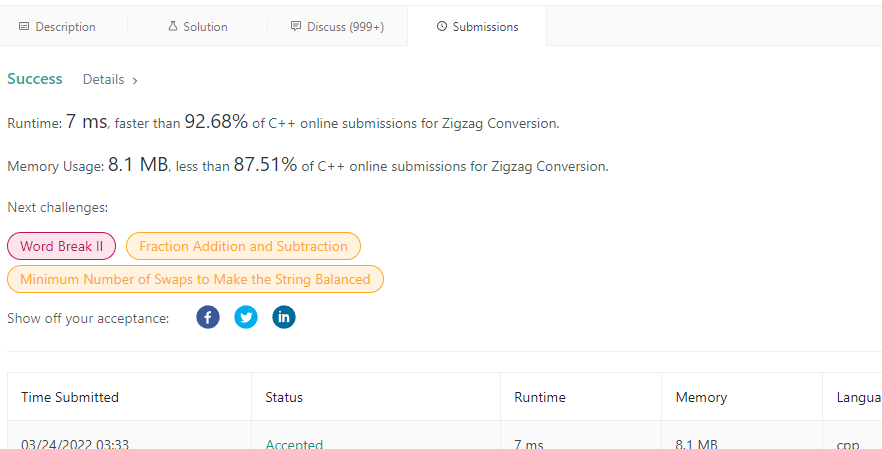 Description Solution Discuss (999+) Submissions
Success Details ›
Runtime: 7 ms, faster than 92.68% of C++ online submissions for Zigzag Conversion.
Memory Usage: 8.1 MB, less than 87.51% of C++ online submissions for Zigzag Conversion.
Next challenges:
Word Break II Fraction Addition and Subtraction
Minimum Number of Swaps to Make the String Balanced
Show off your acceptance:
Time Submitted Status Runtime Memory Langua
03/24/2022 03:33 Accepted 7 ms 8.1 MB cpp